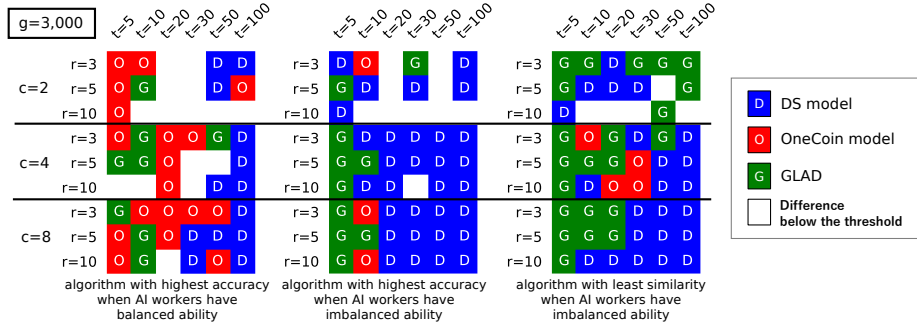 g=3,000
t=5 t=10 t=20 t=30 t=50 t=100
t=5 t=10 t=20 t=30 t=50 t=100
t=5 t=10 t=20 t=30 t=50 t=100
c=2
r=3 O O D D
r=5 O G D O
r=10 O
r=3 D O G D
r=5 G D D D
r=10 D
r=3 G G D G G G
r=5 G D D D G
r=10 D G
c=4
r=3 O G O O G D
r=5 G G O D
r=10 O D D
r=3 G D D D D D
r=5 G G D D D D
r=10 G D D D D
r=3 G O G D G D
r=5 G G G O D D
r=10 G D O O D D
c=8
r=3 G O O O O D
r=5 O G O D D D
r=10 O G D O D
r=3 G O D D D D
r=5 G G D D D D
r=10 G O D D D D
r=3 G G G D D D
r=5 G G G D D D
r=10 G D D D D D
algorithm with highest accuracy
when AI workers have
balanced ability
algorithm with highest accuracy
when AI workers have
imbalanced ability
algorithm with least similarity
when AI workers have
imbalanced ability
D DS model
O OneCoin model
G GLAD
Difference
below the threshold